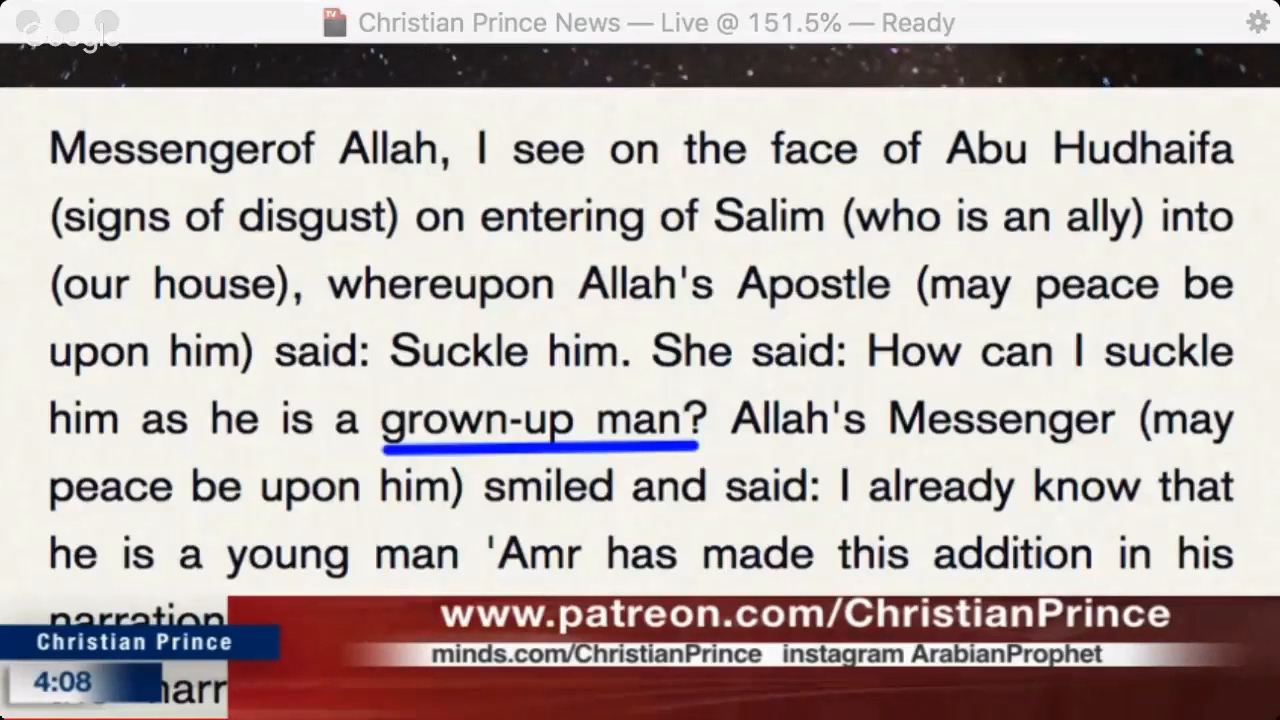 Christian Prince News — Live @ 151.5% — Ready
Google
Messengerof Allah, I see on the face of Abu Hudhaifa
(signs of disgust) on entering of Salim (who is an ally) into
(our house), whereupon Allah's Apostle (may peace be
upon him) said: Suckle him. She said: How can I suckle
him as he is a grown-up man? Allah's Messenger (may
peace be upon him) smiled and said: I already know that
he is a young man 'Amr has made this addition in his
narration
www.patreon.com/ChristianPrince
Christian Prince
minds.com/ChristianPrince instagram ArabianProphet
4:08